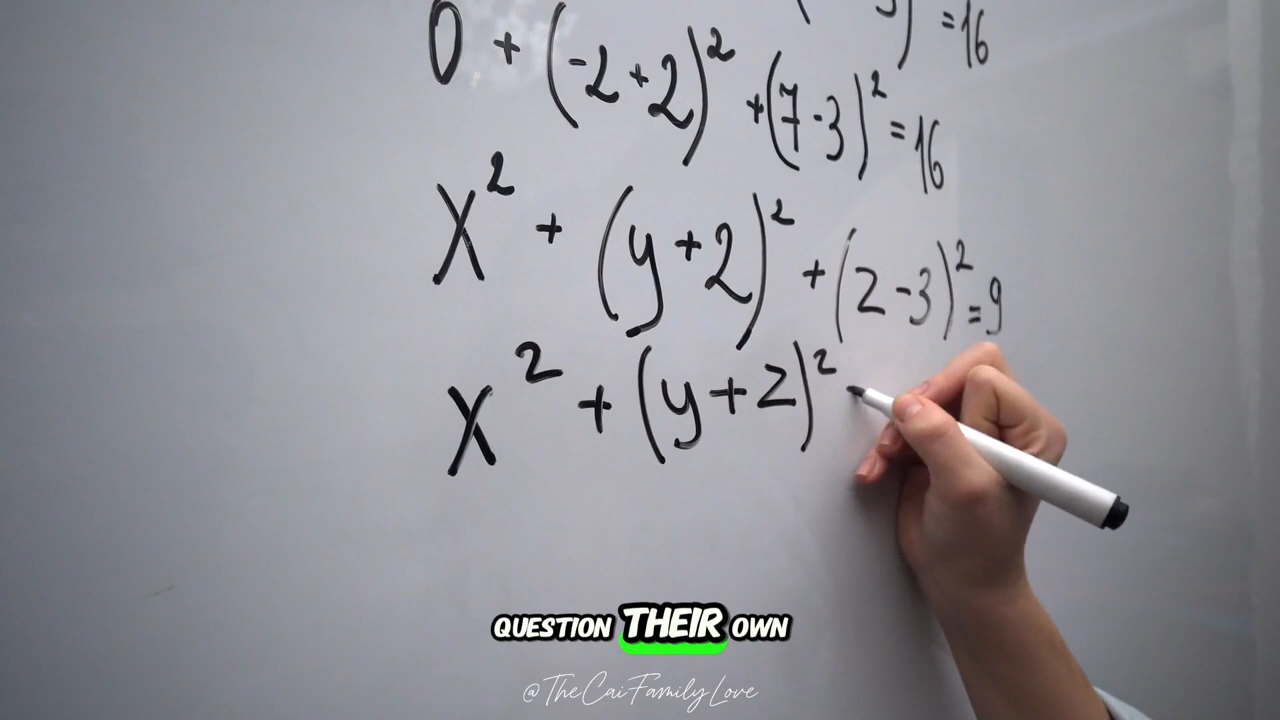 =16
0 + (-2+2)² + (7-3)² = 16
X² + (y+2)² + (2-3)² = 9
X² + (y+2)²
QUESTION THEIR OWN
@TheCaiFamilyLove